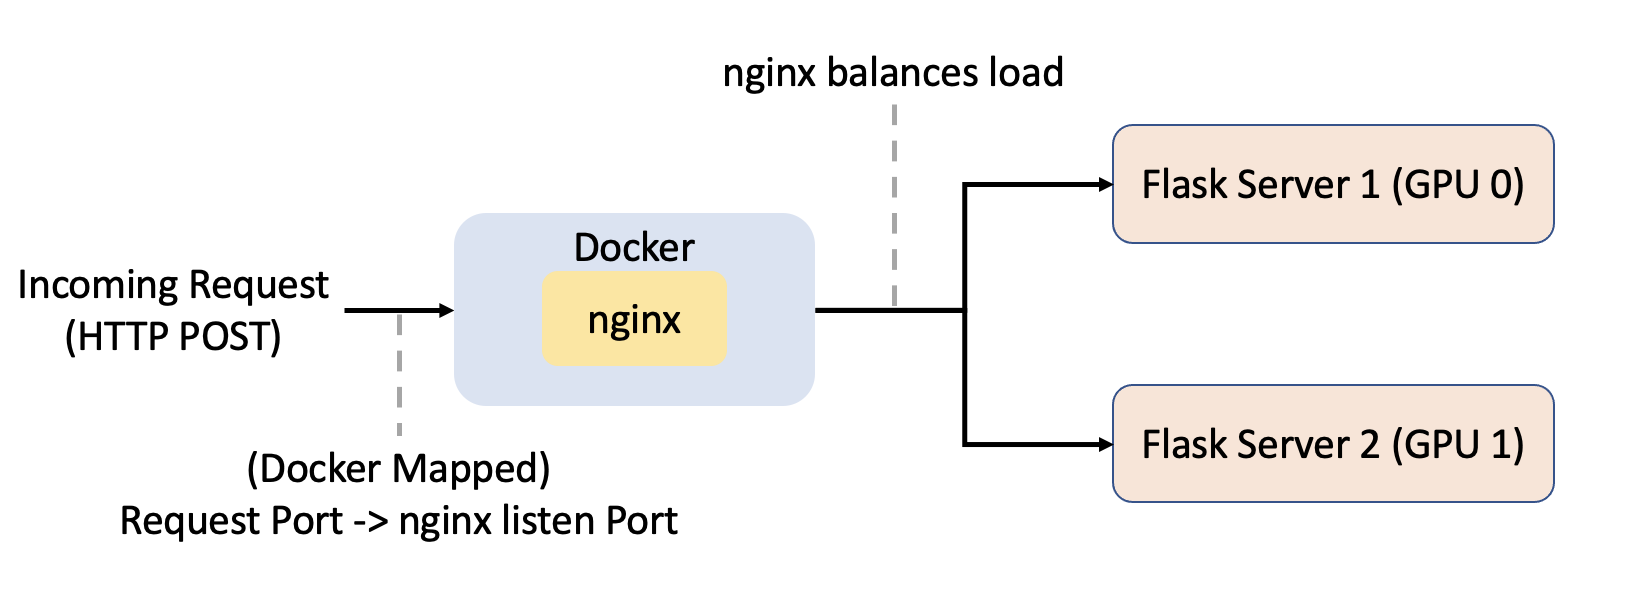 nginx balances load
Flask Server 1 (GPU 0)
Docker
nginx
Incoming Request
(HTTP POST)
Flask Server 2 (GPU 1)
(Docker Mapped)
Request Port -> nginx listen Port